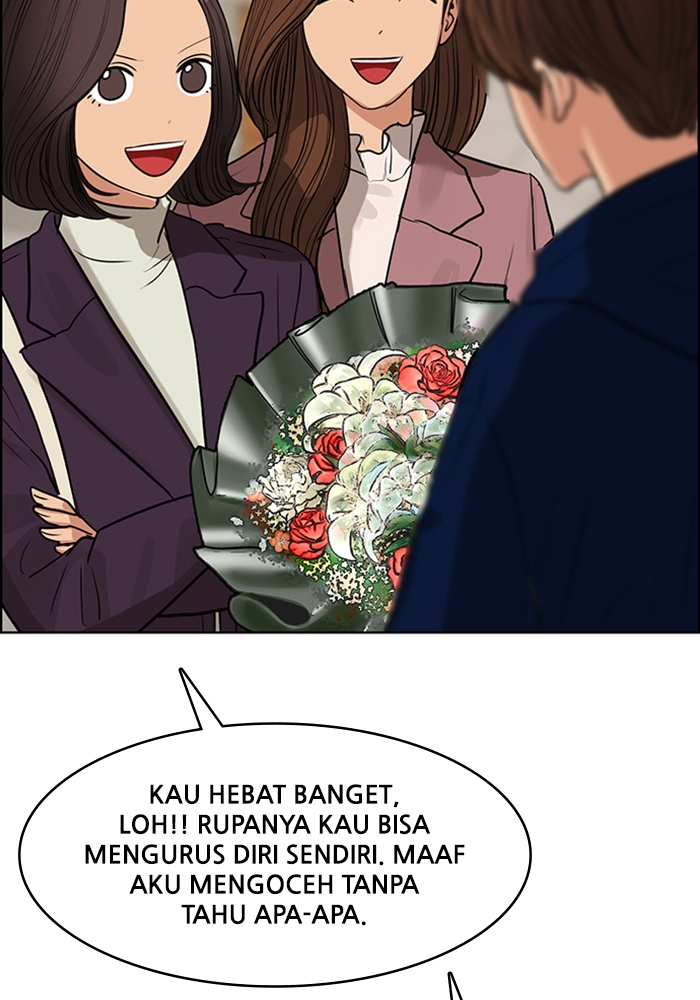 KAU HEBAT BANGET,
LOH!! RUPANYA KAU BISA
MENGURUS DIRI SENDIRI. MAAF
AKU MENGOCEH TANPA
TAHU APA-APA.